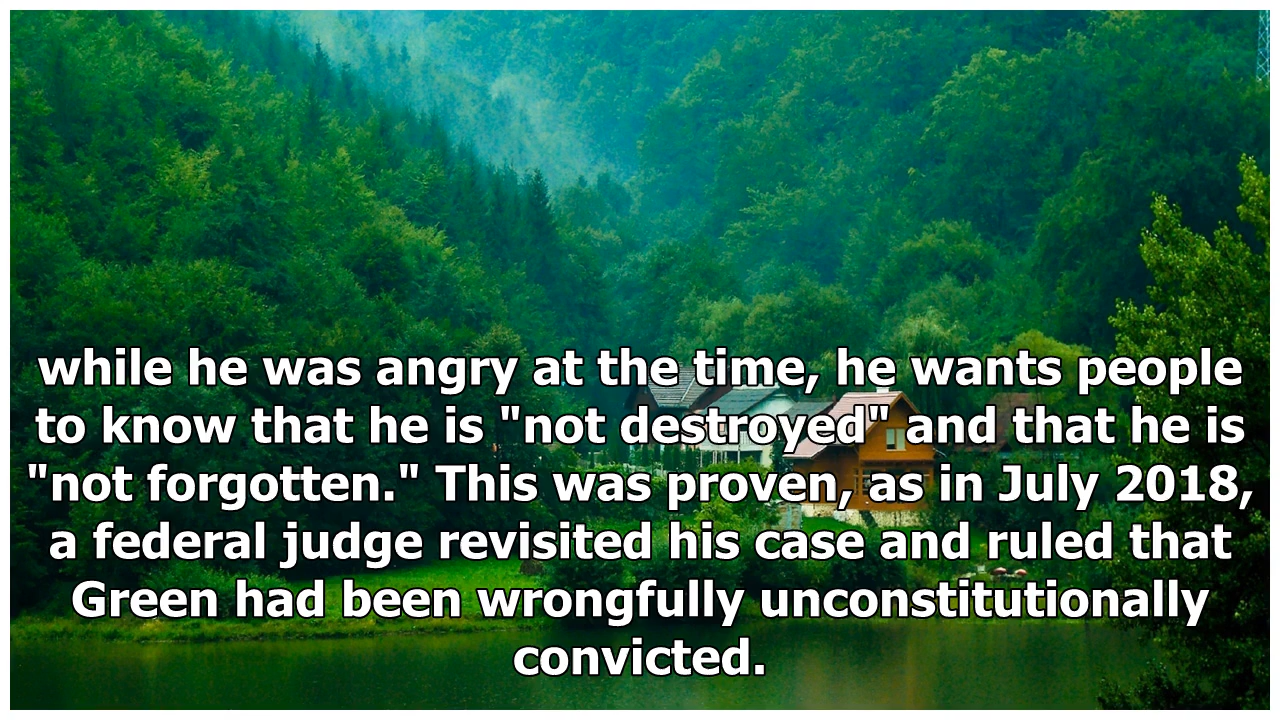 while he was angry at the time, he wants people
to know that he is "not destroyed" and that he is
"not forgotten." This was proven, as in July 2018,
a federal judge revisited his case and ruled that
Green had been wrongfully unconstitutionally
convicted.